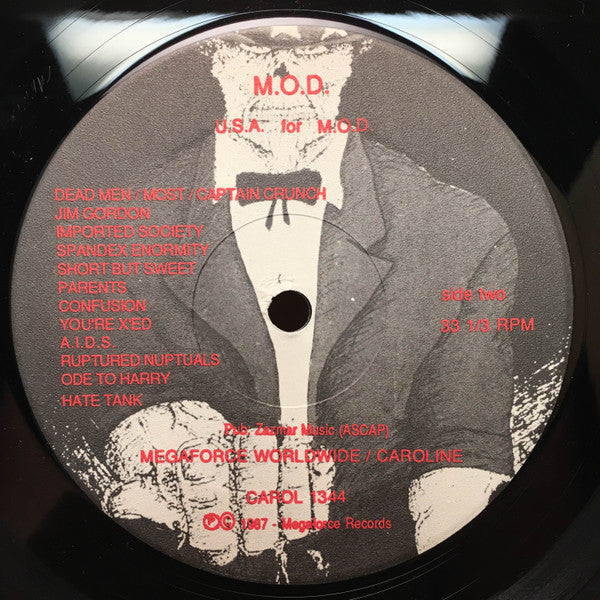 M.O.D.
U.S.A. for M.O.D
DEAD MEN / MOST / CAPTAIN CRUNCH
JIM GORDON
IMPORTED SOCIETY
SPANDEX ENORMITY
SHORT BUT SWEET
PARENTS
CONFUSION
YOU'RE X'ED
A.I.D.S.
RUPTURED NUPTUALS
ODE TO HARRY
HATE TANK
side two
33 1/3 RPM
Pub. Zazmar Music (ASCAP)
MEGAFORCE WORLDWIDE / CAROLINE
CAROL 1344
℗© 1987 - Megaforce Records